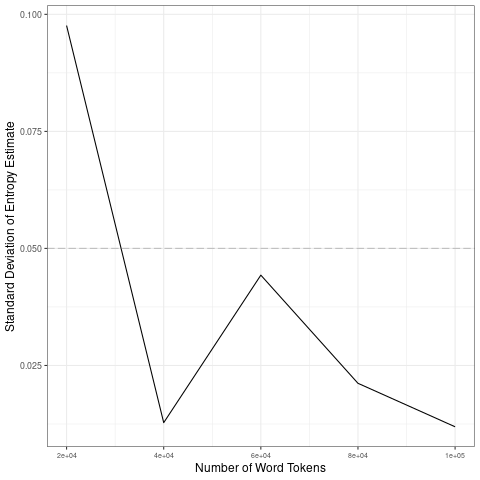 0.100
0.075
0.050
0.025
Standard Deviation of Entropy Estimate
2e+04 4e+04 6e+04 8e+04 1e+05
Number of Word Tokens